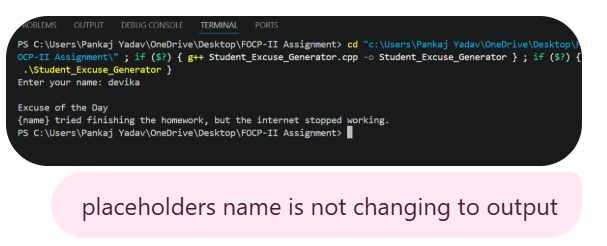 OBLEMS OUTPUT DEBUG CONSOLE TERMINAL PORTS
PS C:\Users\Pankaj Yadav\OneDrive\Desktop\FOCP-II Assignment> cd "c:\Users\Pankaj Yadav\OneDrive\Desktop\F
OCP-II Assignment\" ; if ($?) { g++ Student_Excuse_Generator.cpp -o Student_Excuse_Generator } ; if ($?) {
.\Student_Excuse_Generator }
Enter your name: devika
Excuse of the Day
{name} tried finishing the homework, but the internet stopped working.
PS C:\Users\Pankaj Yadav\OneDrive\Desktop\FOCP-II Assignment>
placeholders name is not changing to output